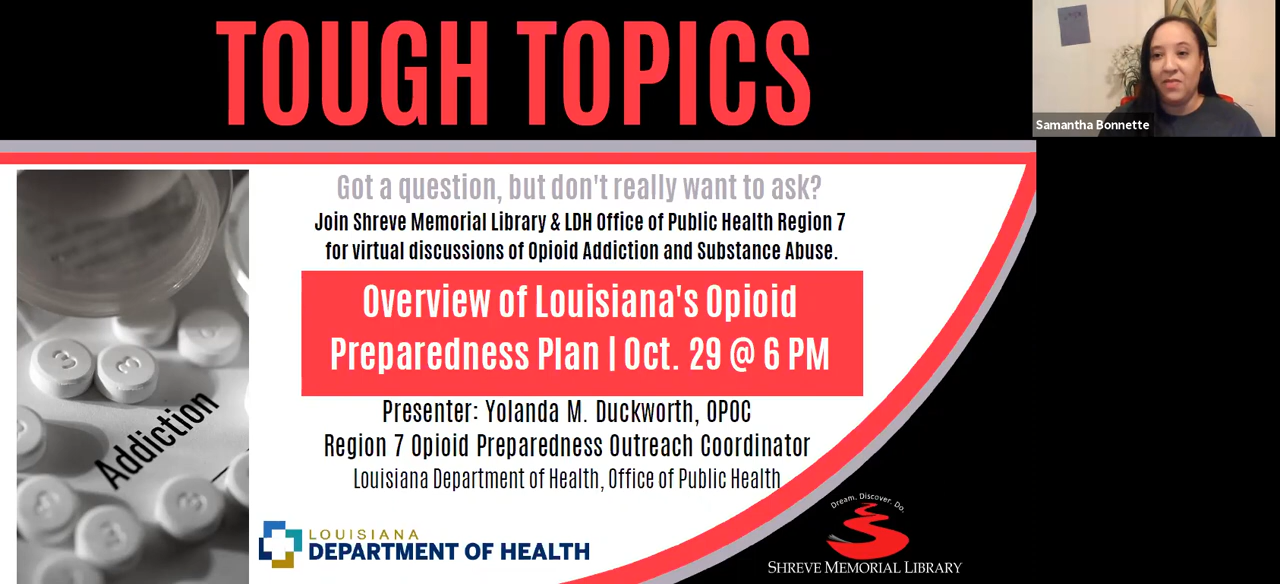 TOUGH TOPICS
Samantha Bonnette
Got a question, but don't really want to ask?
Join Shreve Memorial Library & LDH Office of Public Health Region 7
for virtual discussions of Opioid Addiction and Substance Abuse.
Overview of Louisiana's Opioid
Preparedness Plan | Oct. 29 @ 6 PM
Presenter: Yolanda M. Duckworth, OPOC
Region 7 Opioid Preparedness Outreach Coordinator
Louisiana Department of Health, Office of Public Health
3
3
Addiction
LOUISIANA
DEPARTMENT OF HEALTH
Dream. Discover. Do.
SHREVE MEMORIAL LIBRARY